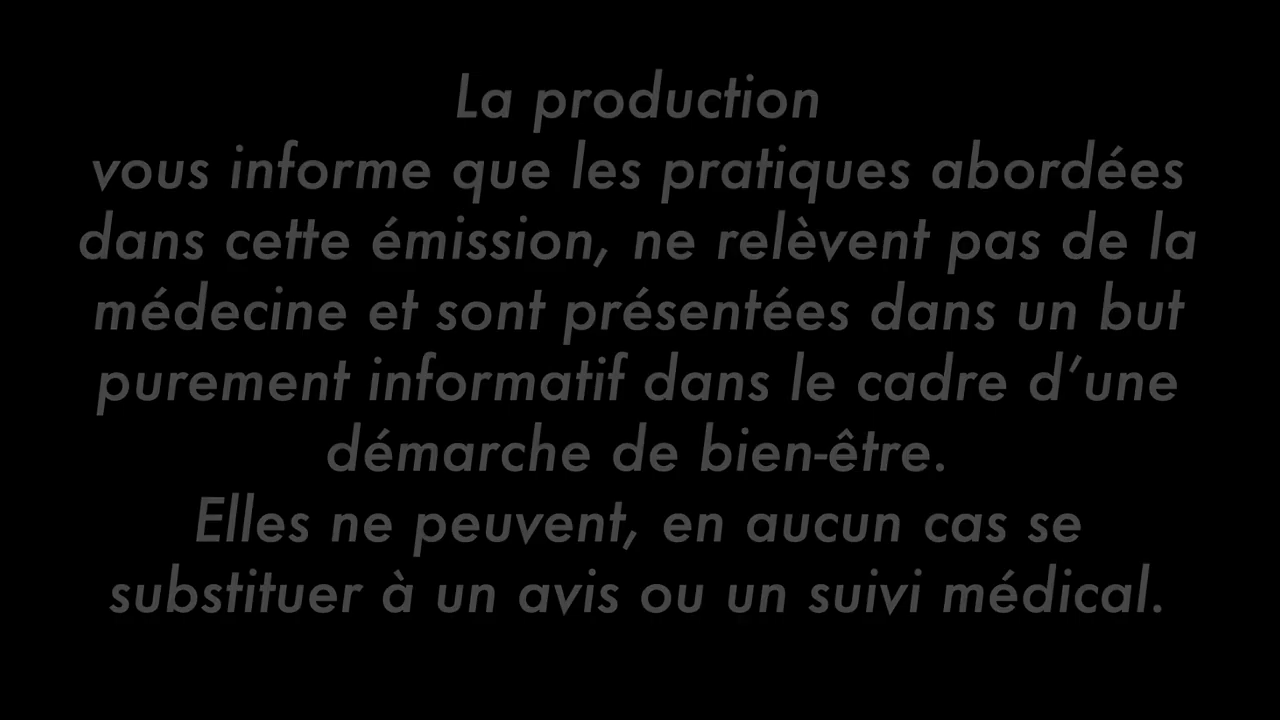 La production
vous informe que les pratiques abordées
dans cette émission, ne relèvent pas de la
médecine et sont présentées dans un but
purement informatif dans le cadre d’une
démarche de bien-être.
Elles ne peuvent, en aucun cas se
substituer à un avis ou un suivi médical.